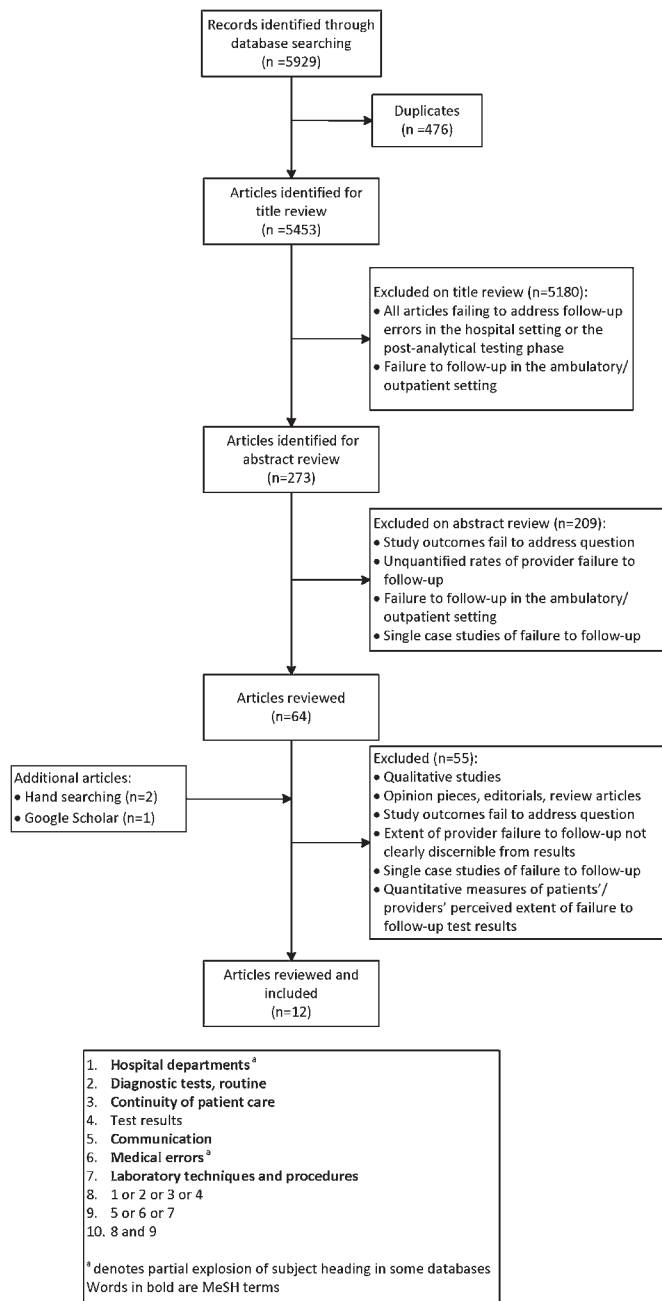 Records identified through
database searching
(n =5929)
Duplicates
(n =476)
Articles identified for
title review
(n =5453)
Excluded on title review (n=5180):
• All articles failing to address follow-up
errors in the hospital setting or the
post-analytical testing phase
• Failure to follow-up in the ambulatory/
outpatient setting
Articles identified for
abstract review
(n=273)
Excluded on abstract review (n=209):
• Study outcomes fail to address question
• Unquantified rates of provider failure to
follow-up
• Failure to follow-up in the ambulatory/
outpatient setting
• Single case studies of failure to follow-up
Articles reviewed
(n=64)
Additional articles:
• Hand searching (n=2)
• Google Scholar (n=1)
Excluded (n=55):
• Qualitative studies
• Opinion pieces, editorials, review articles
• Study outcomes fail to address question
• Extent of provider failure to follow-up not
clearly discernible from results
• Single case studies of failure to follow-up
• Quantitative measures of patients'/
providers' perceived extent of failure to
follow-up test results
Articles reviewed and
included
(n=12)
1. Hospital departments a
2. Diagnostic tests, routine
3. Continuity of patient care
4. Test results
5. Communication
6. Medical errors a
7. Laboratory techniques and procedures
8. 1 or 2 or 3 or 4
9. 5 or 6 or 7
10. 8 and 9
a denotes partial explosion of subject heading in some databases
Words in bold are MeSH terms